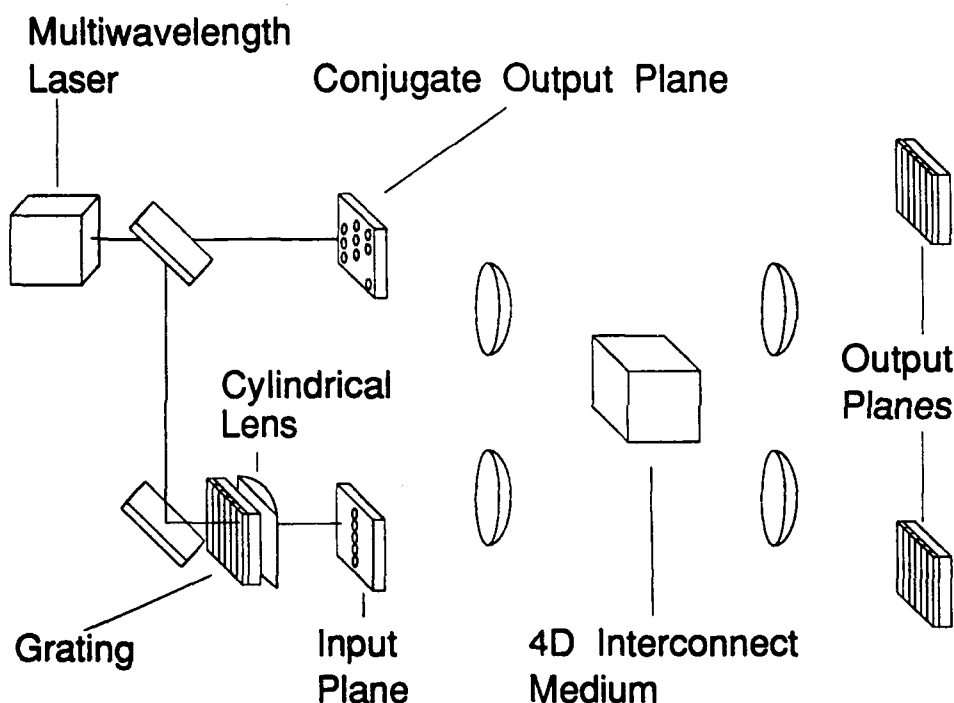 Multiwavelength
Laser
Conjugate Output Plane
Cylindrical
Lens
Output
Planes
Grating
Input
Plane
4D Interconnect
Medium